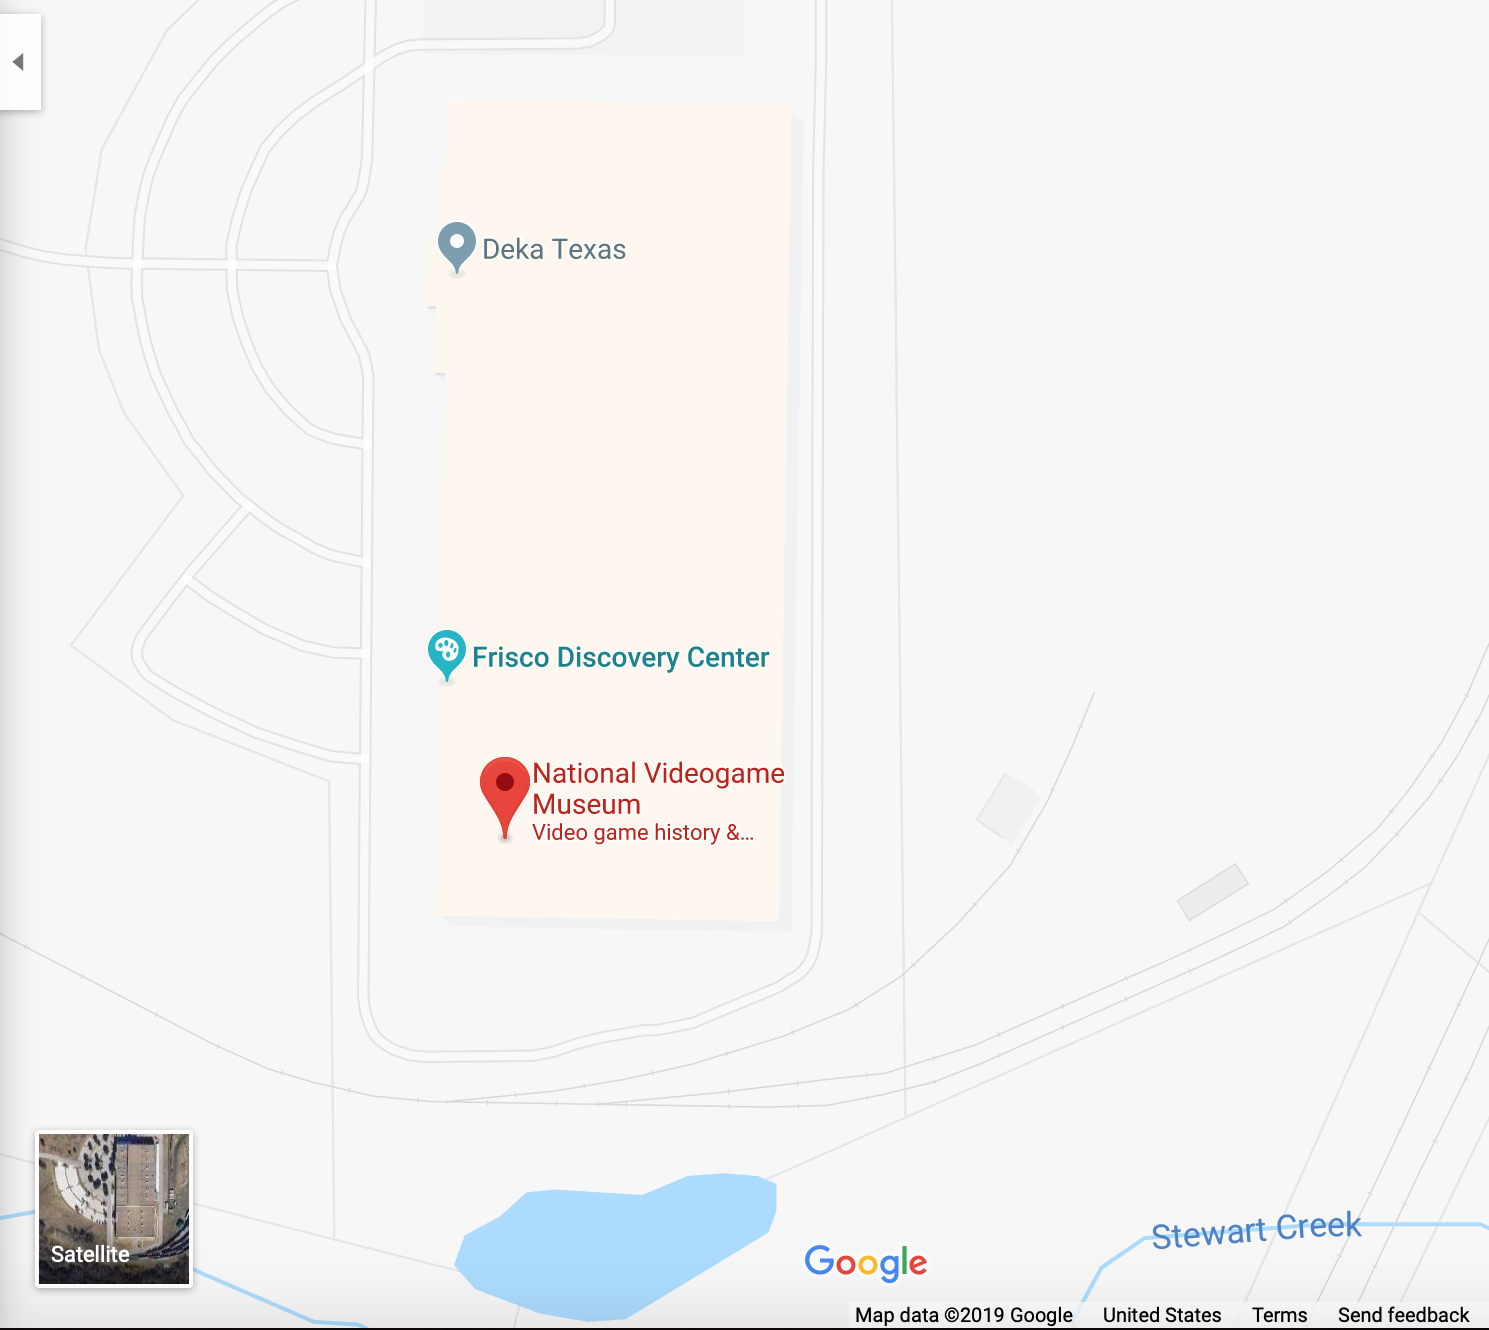 Deka Texas
Frisco Discovery Center
National Videogame
Museum
Video game history &...
Satellite
Stewart Creek
Google
Map data ©2019 Google United States Terms Send feedback